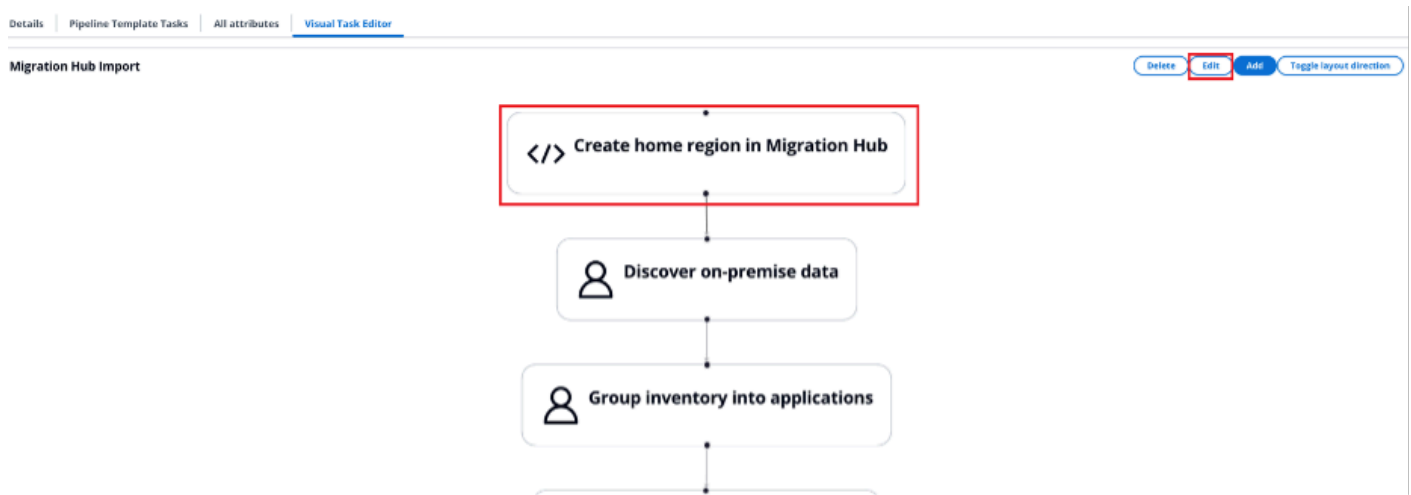 Details Pipeline Template Tasks All attributes Visual Task Editor
Migration Hub Import Delete Edit Add Toggle layout direction
</> Create home region in Migration Hub
Discover on-premise data
Group inventory into applications